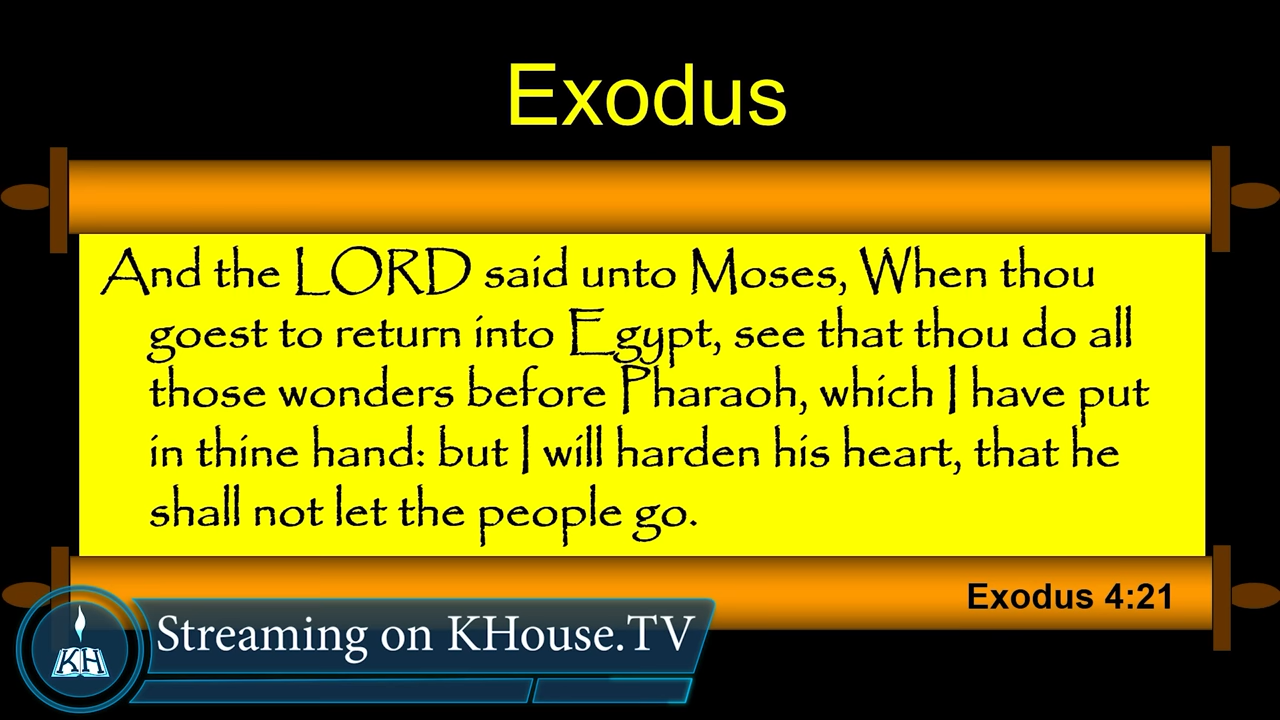 Exodus
And the LORD said unto Moses, When thou
goest to return into Egypt, see that thou do all
those wonders before Pharaoh, which I have put
in thine hand: but I will harden his heart, that he
shall not let the people go.
Exodus 4:21
Streaming on KHouse.TV
KH